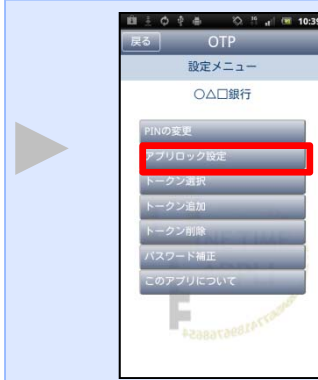 10:39
戻る OTP
設定メニュー
○△□銀行
PINの変更
アプリロック設定
トークン選択
トークン追加
トークン削除
パスワード補正
このアプリについて